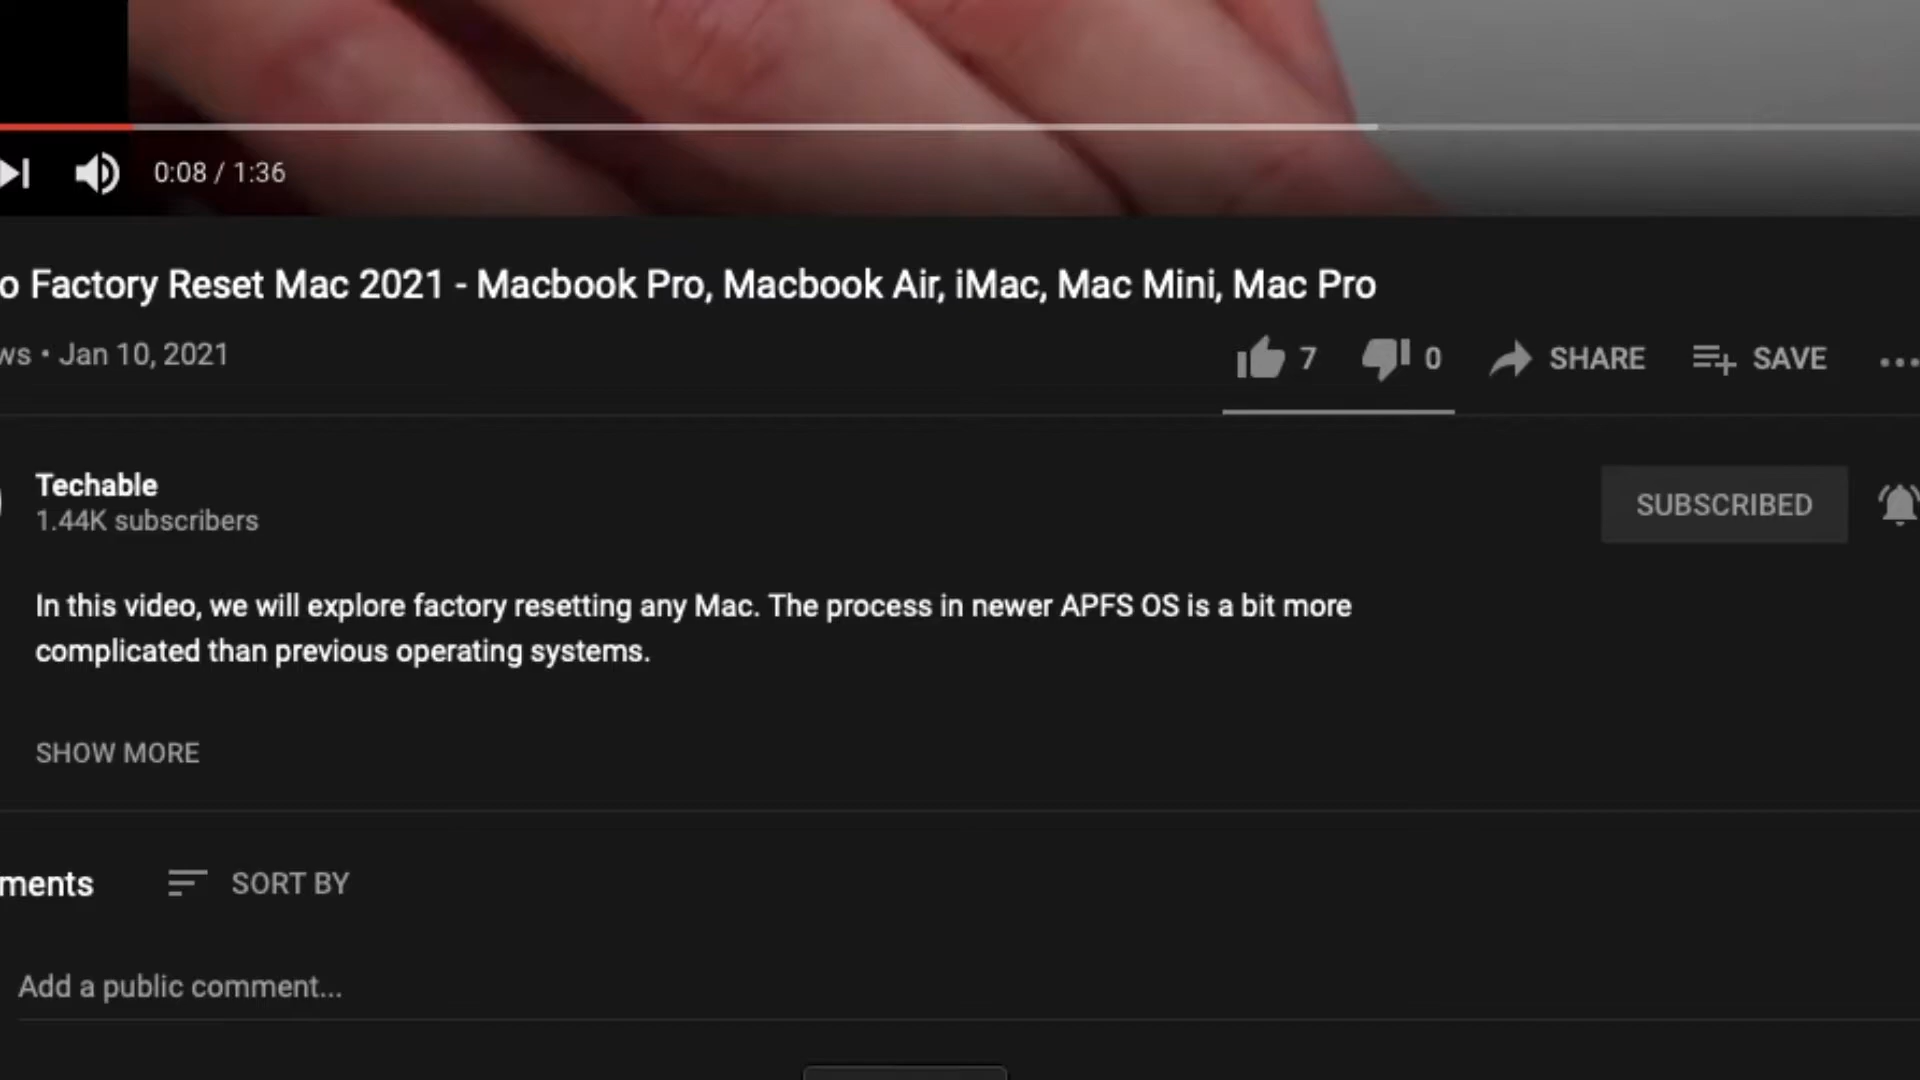 0:08 / 1:36
o Factory Reset Mac 2021 - Macbook Pro, Macbook Air, iMac, Mac Mini, Mac Pro
ws • Jan 10, 2021
7 0 SHARE SAVE
Techable
1.44K subscribers
SUBSCRIBED
In this video, we will explore factory resetting any Mac. The process in newer APFS OS is a bit more
complicated than previous operating systems.
SHOW MORE
ments SORT BY
Add a public comment...